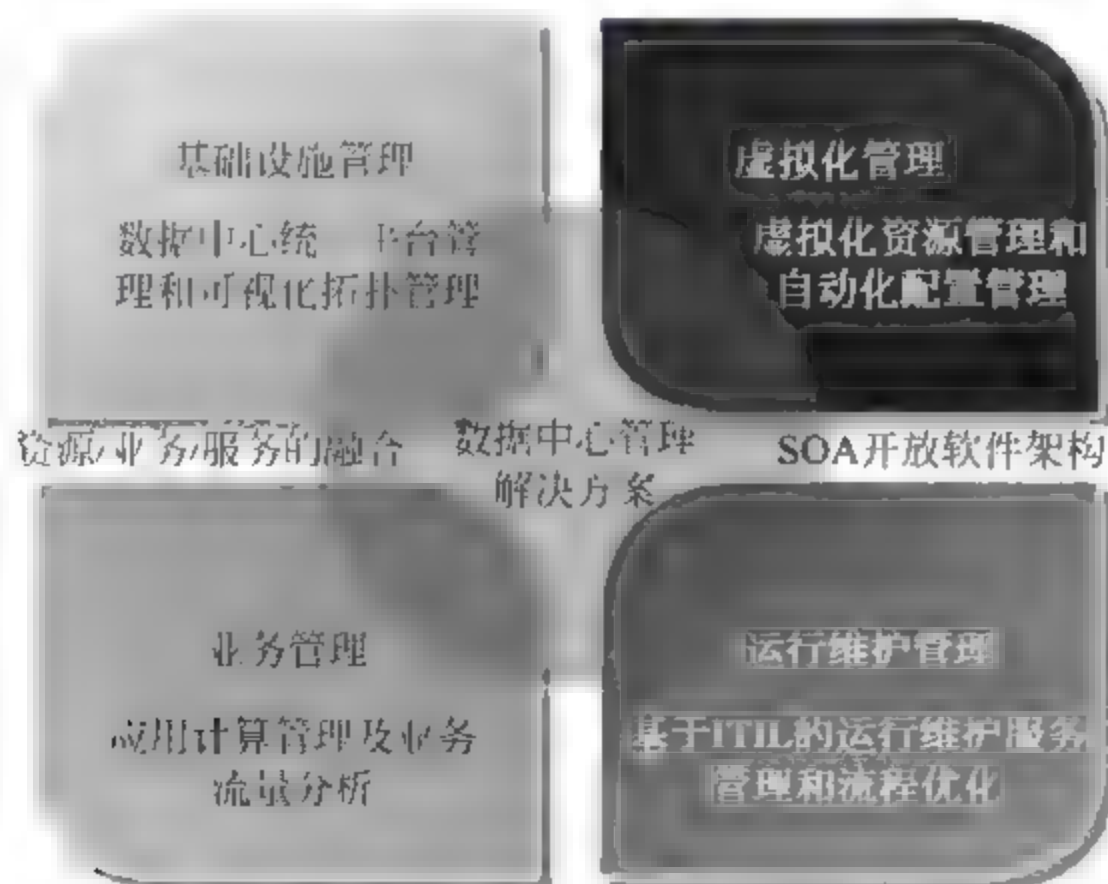 基础设施管理
数据中心统一平台管
理和可视化拓扑管理
虚拟化管理
虚拟化资源管理和
自动化配置管理
资源/业务/服务的融合
数据中心管理
解决方案
SOA开放软件架构
业务管理
应用计算管理及业务
流量分析
运行维护管理
基于ITIL的运行维护服务
管理和流程优化